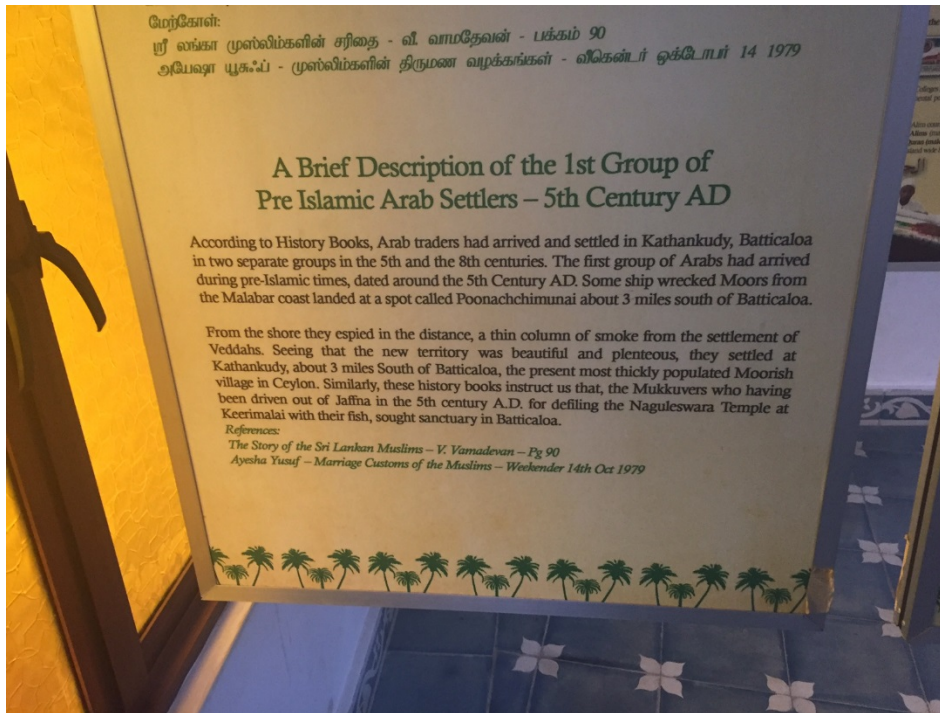 மேற்கோள்:
ஸ்ரீ லங்கா முஸ்லிம்களின் சரிதை - வீ. வாமதேவன் - பக்கம் 90
அயேஷா யூசுஃப் - முஸ்லிம்களின் திருமண வழக்கங்கள் - வீகெண்டர் ஒக்டோபர் 14 1979
A Brief Description of the 1st Group of
Pre Islamic Arab Settlers – 5th Century AD
According to History Books, Arab traders had arrived and settled in Kathankudy, Batticaloa
in two separate groups in the 5th and the 8th centuries. The first group of Arabs had arrived
during pre-Islamic times, dated around the 5th Century AD. Some ship wrecked Moors from
the Malabar coast landed at a spot called Poonachchimunai about 3 miles south of Batticaloa.
From the shore they espied in the distance, a thin column of smoke from the settlement of
Veddahs. Seeing that the new territory was beautiful and plenteous, they settled at
Kathankudy, about 3 miles South of Batticaloa, the present most thickly populated Moorish
village in Ceylon. Similarly, these history books instruct us that, the Mukkuvers who having
been driven out of Jaffna in the 5th century A.D. for defiling the Naguleswara Temple at
Keerimalai with their fish, sought sanctuary in Batticaloa.
References:
The Story of the Sri Lankan Muslims – V. Vamadevan – Pg 90
Ayesha Yusuf – Marriage Customs of the Muslims – Weekender 14th Oct 1979